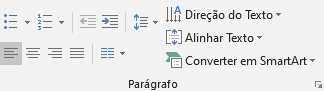 Direção do Texto
Alinhar Texto
Converter em SmartArt
Parágrafo